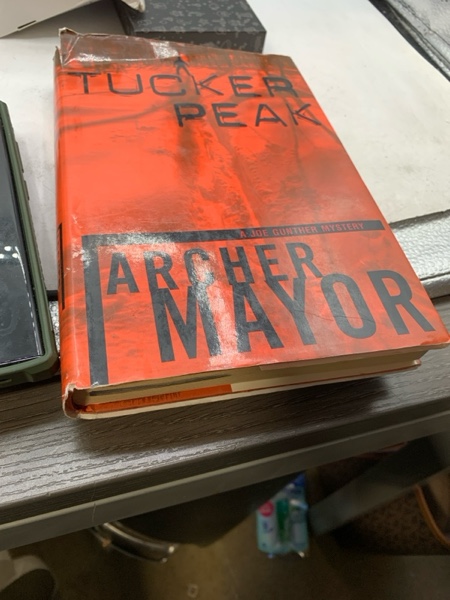 TUCKER
PEAK
A JOE GUNTHER MYSTERY
ARCHER
MAYOR